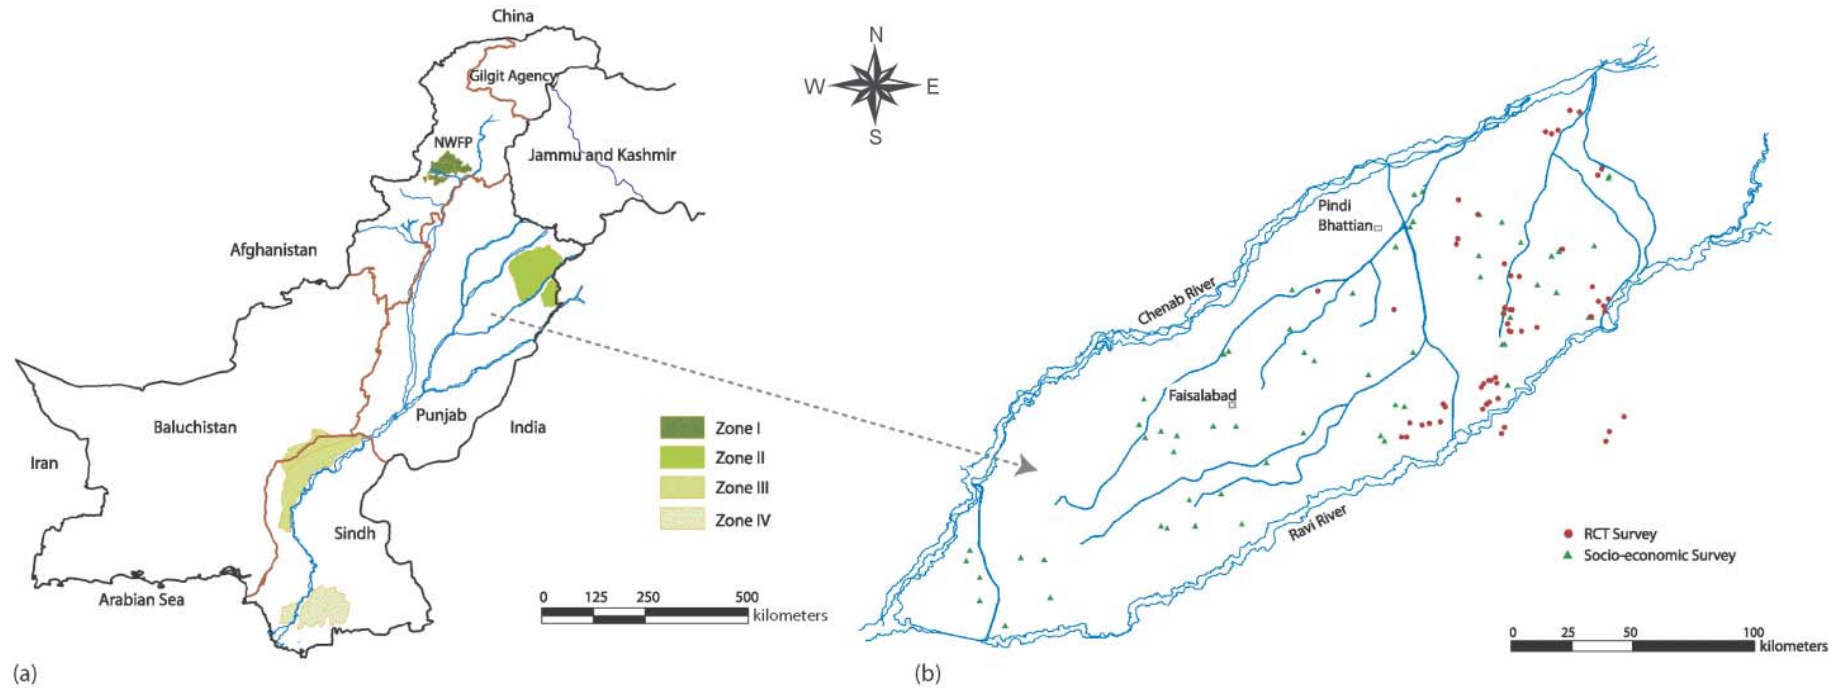 China
Gilgit Agency
NWFP
Jammu and Kashmir
Afghanistan
Punjab
Baluchistan
India
Iran
Sindh
Arabian Sea
Zone I
Zone II
Zone III
Zone IV
0 125 250 500
kilometers
(a)
N
W E
S
Pindi
Bhattian
Chenab River
Faisalabad
Ravi River
RCT Survey
Socio-economic Survey
0 25 50 100
kilometers
(b)